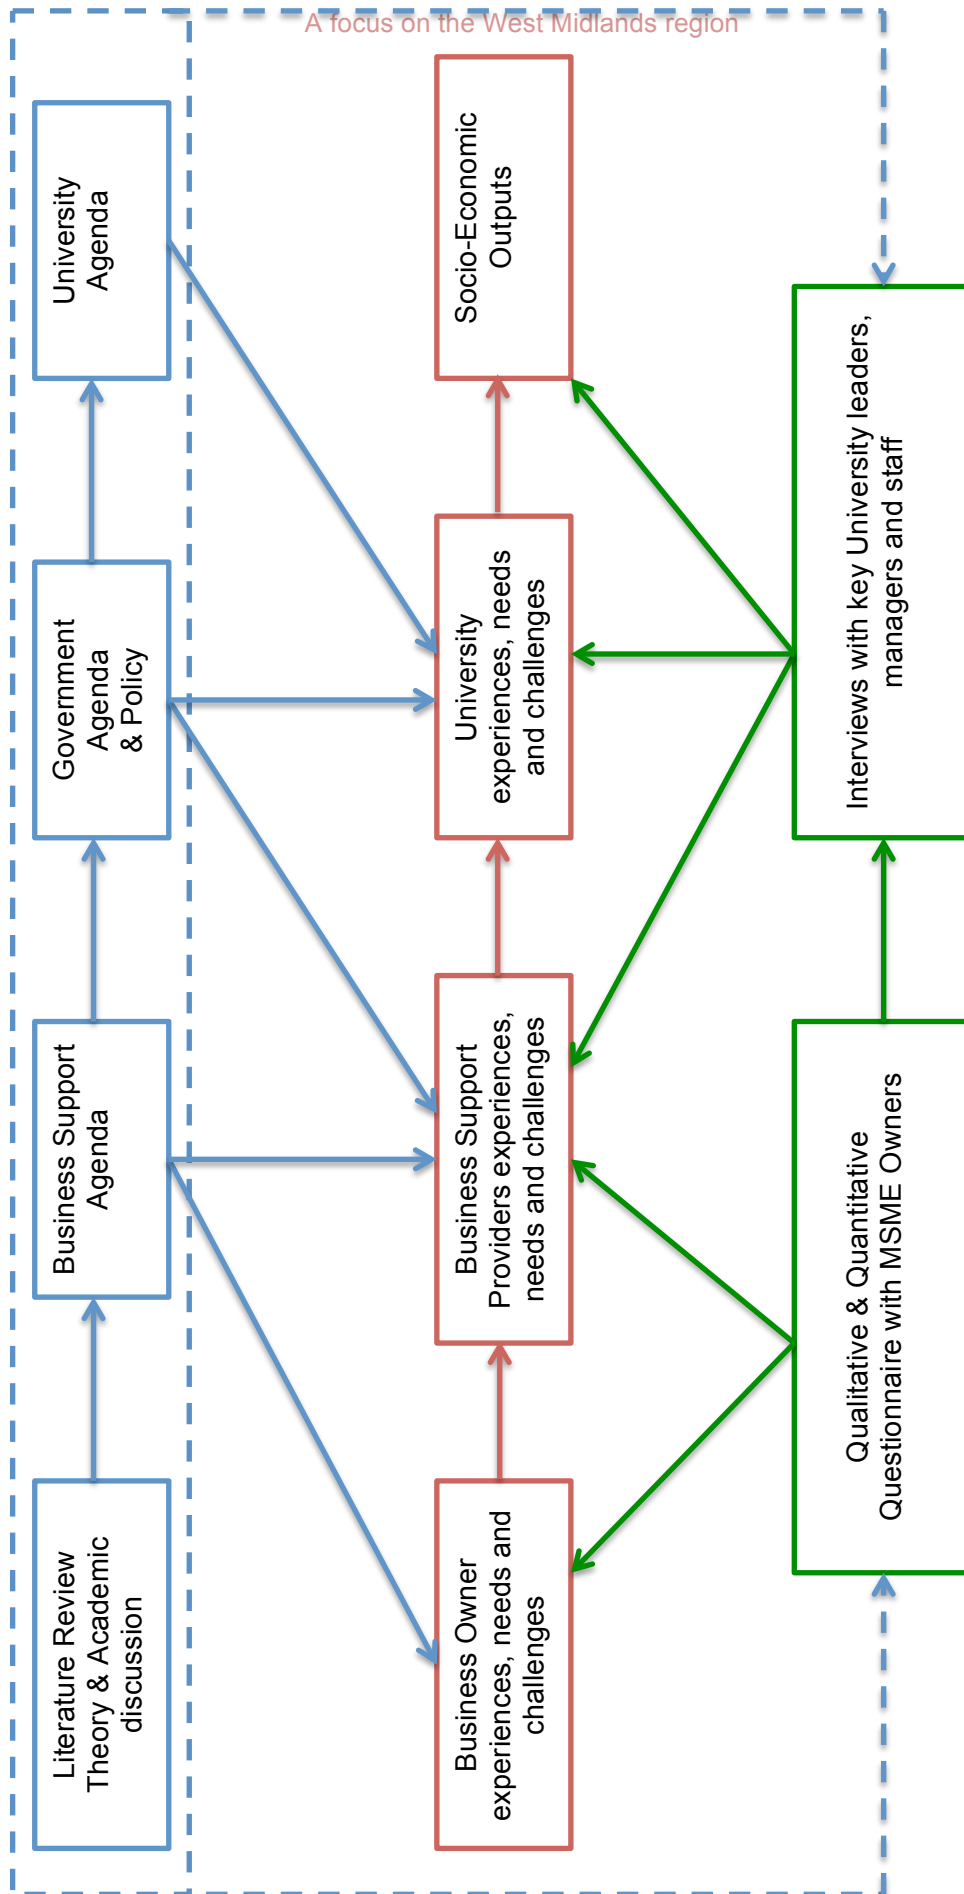 A focus on the West Midlands region
Literature Review
Theory & Academic
discussion
Business Support
Agenda
Government
Agenda
& Policy
University
Agenda
Business Owner
experiences, needs and
challenges
Business Support
Providers experiences,
needs and challenges
University
experiences, needs
and challenges
Socio-Economic
Outputs
Qualitative & Quantitative
Questionnaire with MSME Owners
Interviews with key University leaders,
managers and staff